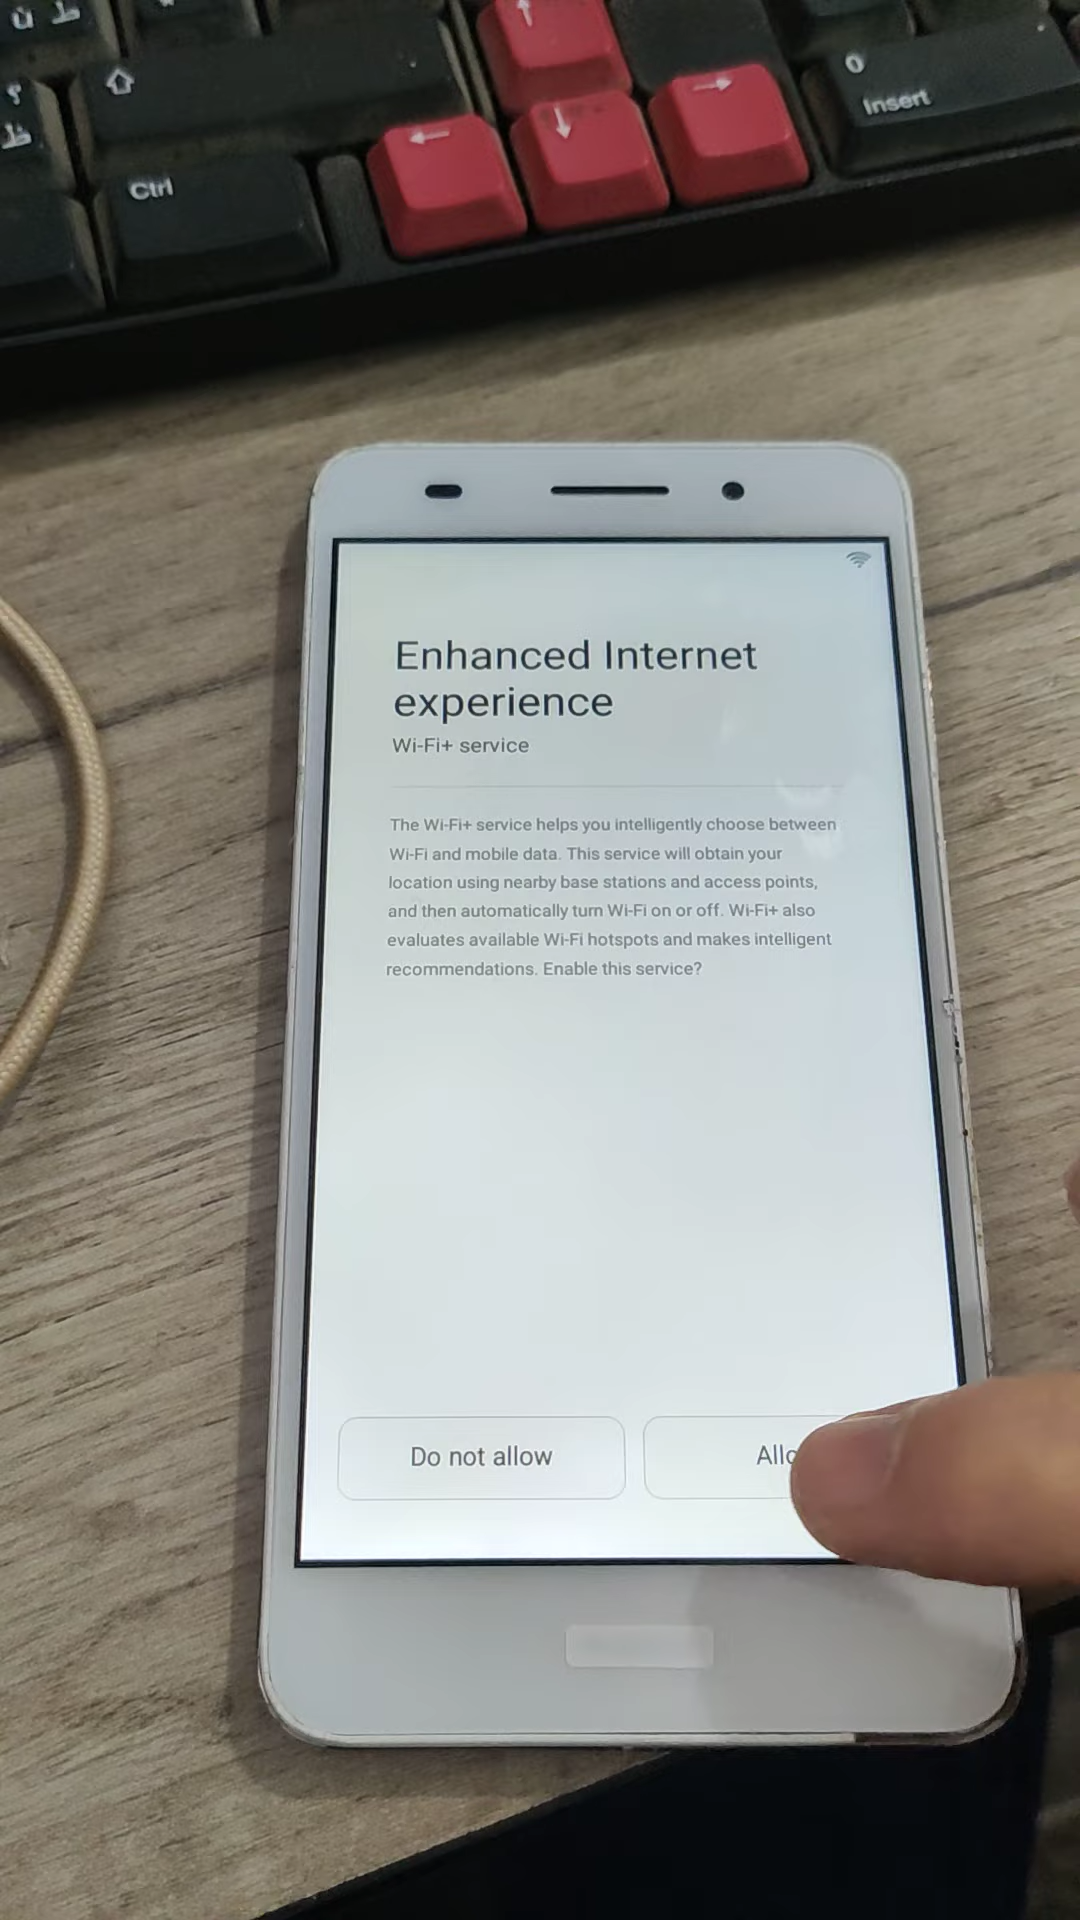 Ctrl
0
Insert
Enhanced Internet
experience
Wi-Fi+ service
The Wi-Fi+ service helps you intelligently choose between
Wi-Fi and mobile data. This service will obtain your
location using nearby base stations and access points,
and then automatically turn Wi-Fi on or off. Wi-Fi+ also
evaluates available Wi-Fi hotspots and makes intelligent
recommendations. Enable this service?
Do not allow
Allo